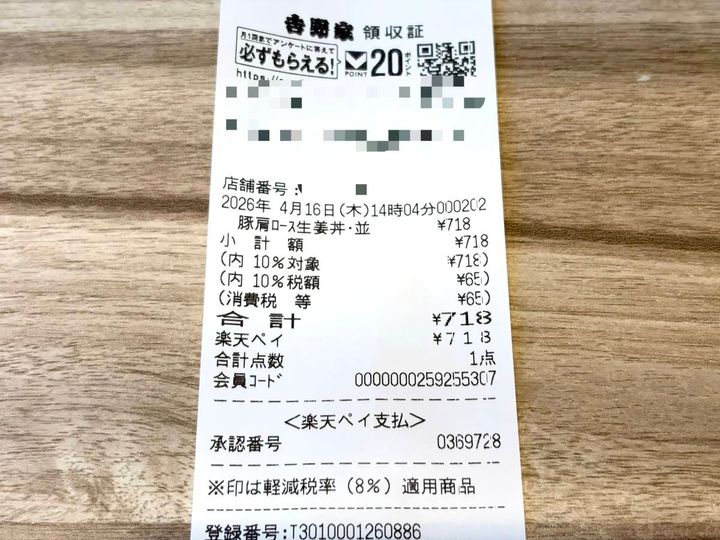 吉野家 領収証
月1回までアンケートに答えて
必ずもらえる!
V POINT 20 ポイント
https:/
店舗番号:
2026年 4月16日(木)14時04分000202
豚肩ロース生姜丼・並 ¥718
小 計 額 ¥718
(内 10%対象 ¥718)
(内 10%税額 ¥65)
(消費税 等 ¥65)
合 計 ¥718
楽天ペイ ¥718
合計点数 1点
会員コード 0000000259255307
<楽天ペイ支払>
承認番号 0369728
※印は軽減税率(8%)適用商品
登録番号:T3010001260886